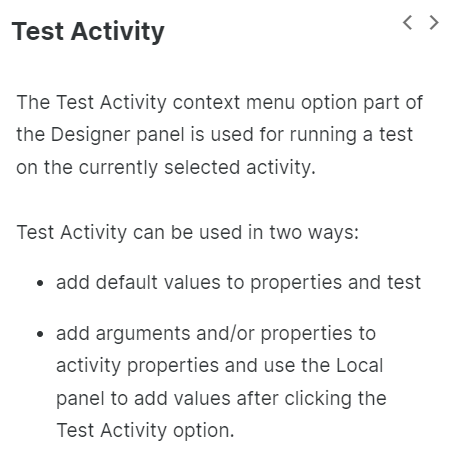 Test Activity
The Test Activity context menu option part of
the Designer panel is used for running a test
on the currently selected activity.
Test Activity can be used in two ways:
• add default values to properties and test
• add arguments and/or properties to
activity properties and use the Local
panel to add values after clicking the
Test Activity option.